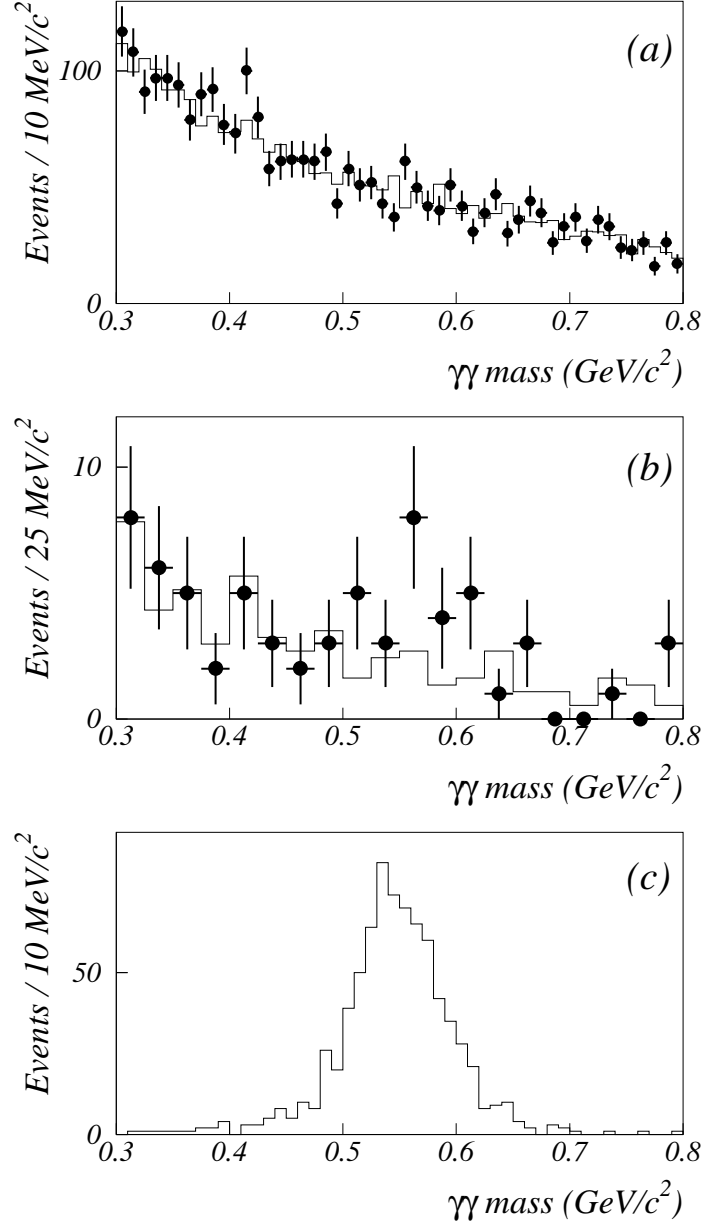 (a)
Events / 10 MeV/c²
100
0
0.3 0.4 0.5 0.6 0.7 0.8
γγ mass (GeV/c²)
(b)
Events / 25 MeV/c²
10
0
0.3 0.4 0.5 0.6 0.7 0.8
γγ mass (GeV/c²)
(c)
Events / 10 MeV/c²
50
0
0.3 0.4 0.5 0.6 0.7 0.8
γγ mass (GeV/c²)